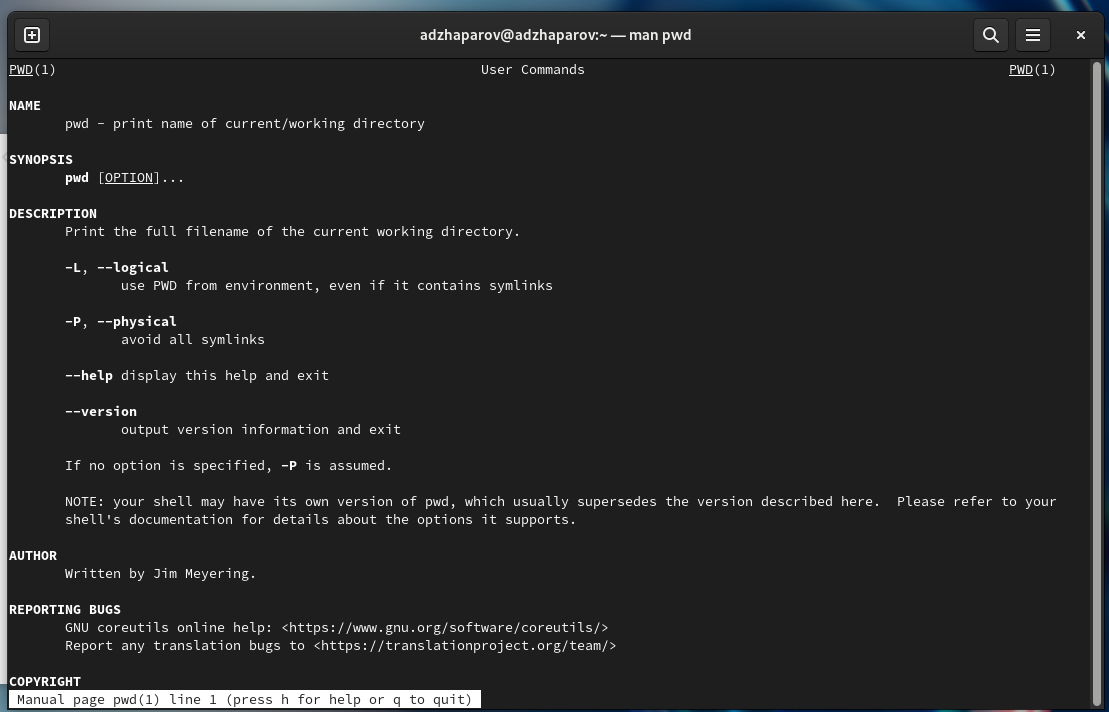 adzhaparov@adzhaparov:~ — man pwd
PWD(1) User Commands PWD(1)
NAME
pwd - print name of current/working directory
SYNOPSIS
pwd [OPTION]...
DESCRIPTION
Print the full filename of the current working directory.
-L, --logical
use PWD from environment, even if it contains symlinks
-P, --physical
avoid all symlinks
--help display this help and exit
--version
output version information and exit
If no option is specified, -P is assumed.
NOTE: your shell may have its own version of pwd, which usually supersedes the version described here.  Please refer to your
shell's documentation for details about the options it supports.
AUTHOR
Written by Jim Meyering.
REPORTING BUGS
GNU coreutils online help: <https://www.gnu.org/software/coreutils/>
Report any translation bugs to <https://translationproject.org/team/>
COPYRIGHT
Manual page pwd(1) line 1 (press h for help or q to quit)